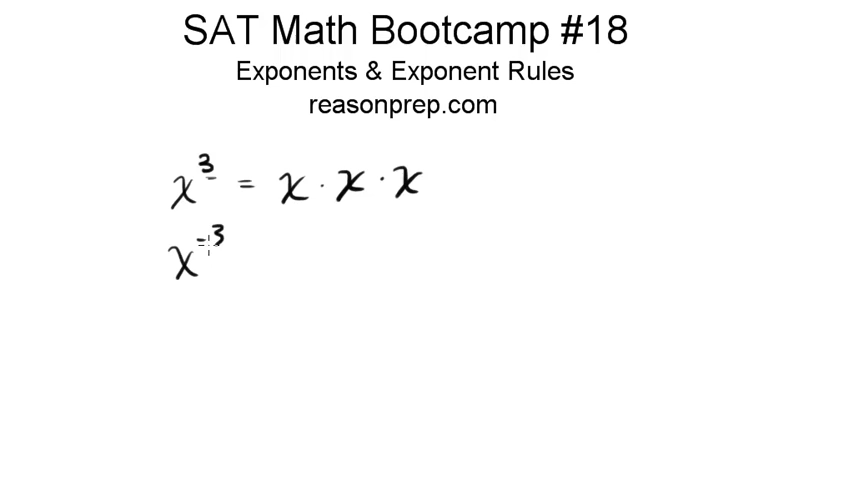 SAT Math Bootcamp #18
Exponents & Exponent Rules
reasonprep.com
x³ = x · x · x
x⁻³